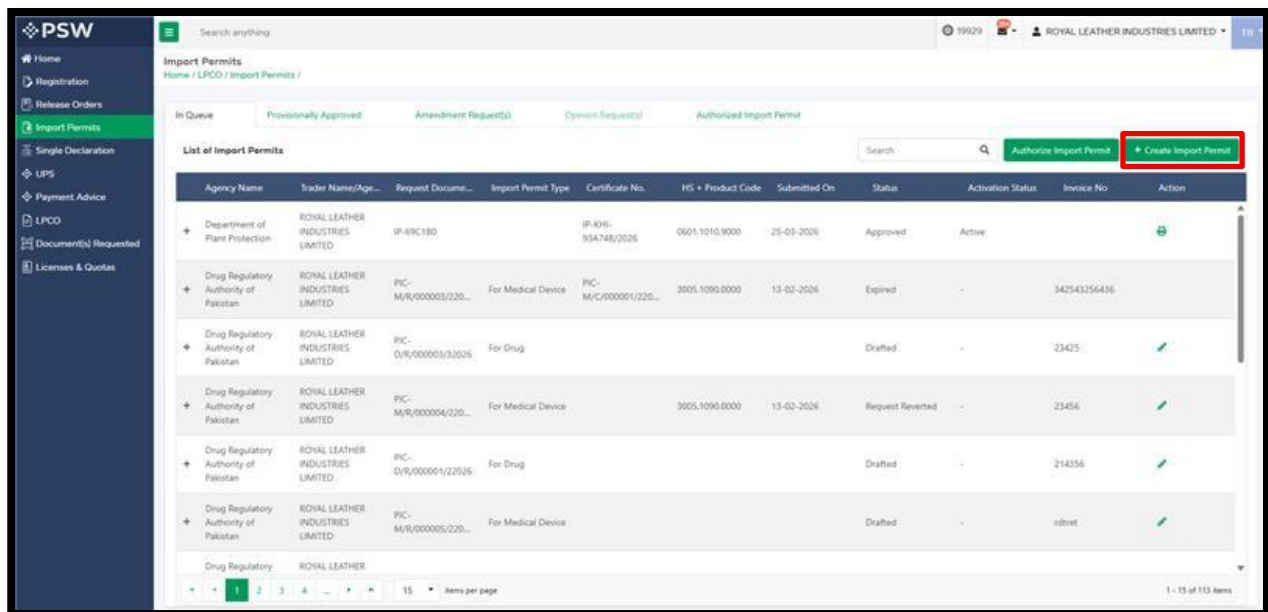 PSW
Search anything
19929
ROYAL LEATHER INDUSTRIES LIMITED
Home
Registration
Release Orders
Import Permits
Single Declaration
UPS
Payment Advice
LPCO
Document(s) Requested
Licenses & Quotas
Import Permits
Home / LPCO / Import Permits /
In Queue Provisionally Approved Amendment Request(s) Opinion Request(s) Authorized Import Permit
List of Import Permits Search Authorize Import Permit + Create Import Permit
Agency Name Trader Name/Age... Request Docume... Import Permit Type Certificate No. HS + Product Code Submitted On Status Activation Status Invoice No Action
+ Department of Plant Protection
ROYAL LEATHER INDUSTRIES LIMITED
IP-69C1B0
IP-KHI-93A74B/2026
0601.1010.9000 25-03-2026 Approved Active
+ Drug Regulatory Authority of Pakistan
ROYAL LEATHER INDUSTRIES LIMITED
PIC-M/R/000003/220...
For Medical Device
PIC-M/C/000001/220...
3005.1090.0000 13-02-2026 Expired - 342543256436
+ Drug Regulatory Authority of Pakistan
ROYAL LEATHER INDUSTRIES LIMITED
PIC-D/R/000003/32026
For Drug Drafted - 23425
+ Drug Regulatory Authority of Pakistan
ROYAL LEATHER INDUSTRIES LIMITED
PIC-M/R/000004/220...
For Medical Device 3005.1090.0000 13-02-2026 Request Reverted - 23456
+ Drug Regulatory Authority of Pakistan
ROYAL LEATHER INDUSTRIES LIMITED
PIC-D/R/000001/22026
For Drug Drafted - 214356
+ Drug Regulatory Authority of Pakistan
ROYAL LEATHER INDUSTRIES LIMITED
PIC-M/R/000005/220...
For Medical Device Drafted -
Drug Regulatory ROYAL LEATHER
1 2 3 4 ... 15 items per page 1 - 15 of 113 items